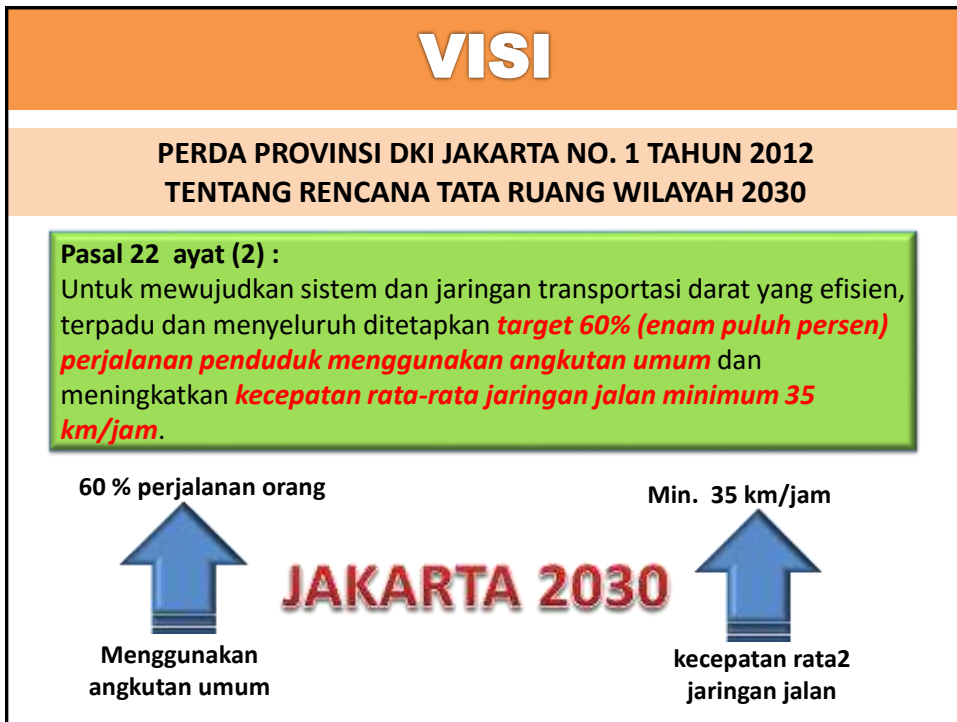 VISI
PERDA PROVINSI DKI JAKARTA NO. 1 TAHUN 2012
TENTANG RENCANA TATA RUANG WILAYAH 2030
Pasal 22 ayat (2) :
Untuk mewujudkan sistem dan jaringan transportasi darat yang efisien,
terpadu dan menyeluruh ditetapkan target 60% (enam puluh persen)
perjalanan penduduk menggunakan angkutan umum dan
meningkatkan kecepatan rata-rata jaringan jalan minimum 35
km/jam.
60 % perjalanan orang
Min. 35 km/jam
JAKARTA 2030
Menggunakan
angkutan umum
kecepatan rata2
jaringan jalan